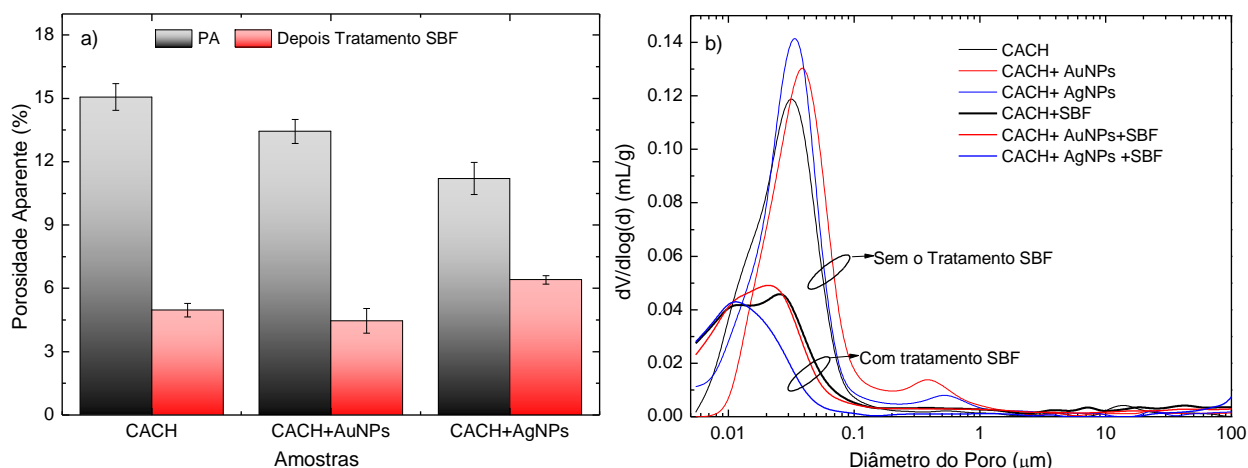 a)
PA
Depois Tratamento SBF
18
15
12
9
6
3
0
Porosidade Aparente (%)
CACH
CACH+AuNPs
CACH+AgNPs
Amostras
b)
CACH
CACH+ AuNPs
CACH+ AgNPs
CACH+SBF
CACH+ AuNPs+SBF
CACH+ AgNPs +SBF
0.14
0.12
0.10
0.08
0.06
0.04
0.02
0.00
dV/dlog(d) (mL/g)
Sem o Tratamento SBF
Com tratamento SBF
0.01
0.1
1
10
100
Diâmetro do Poro (μm)